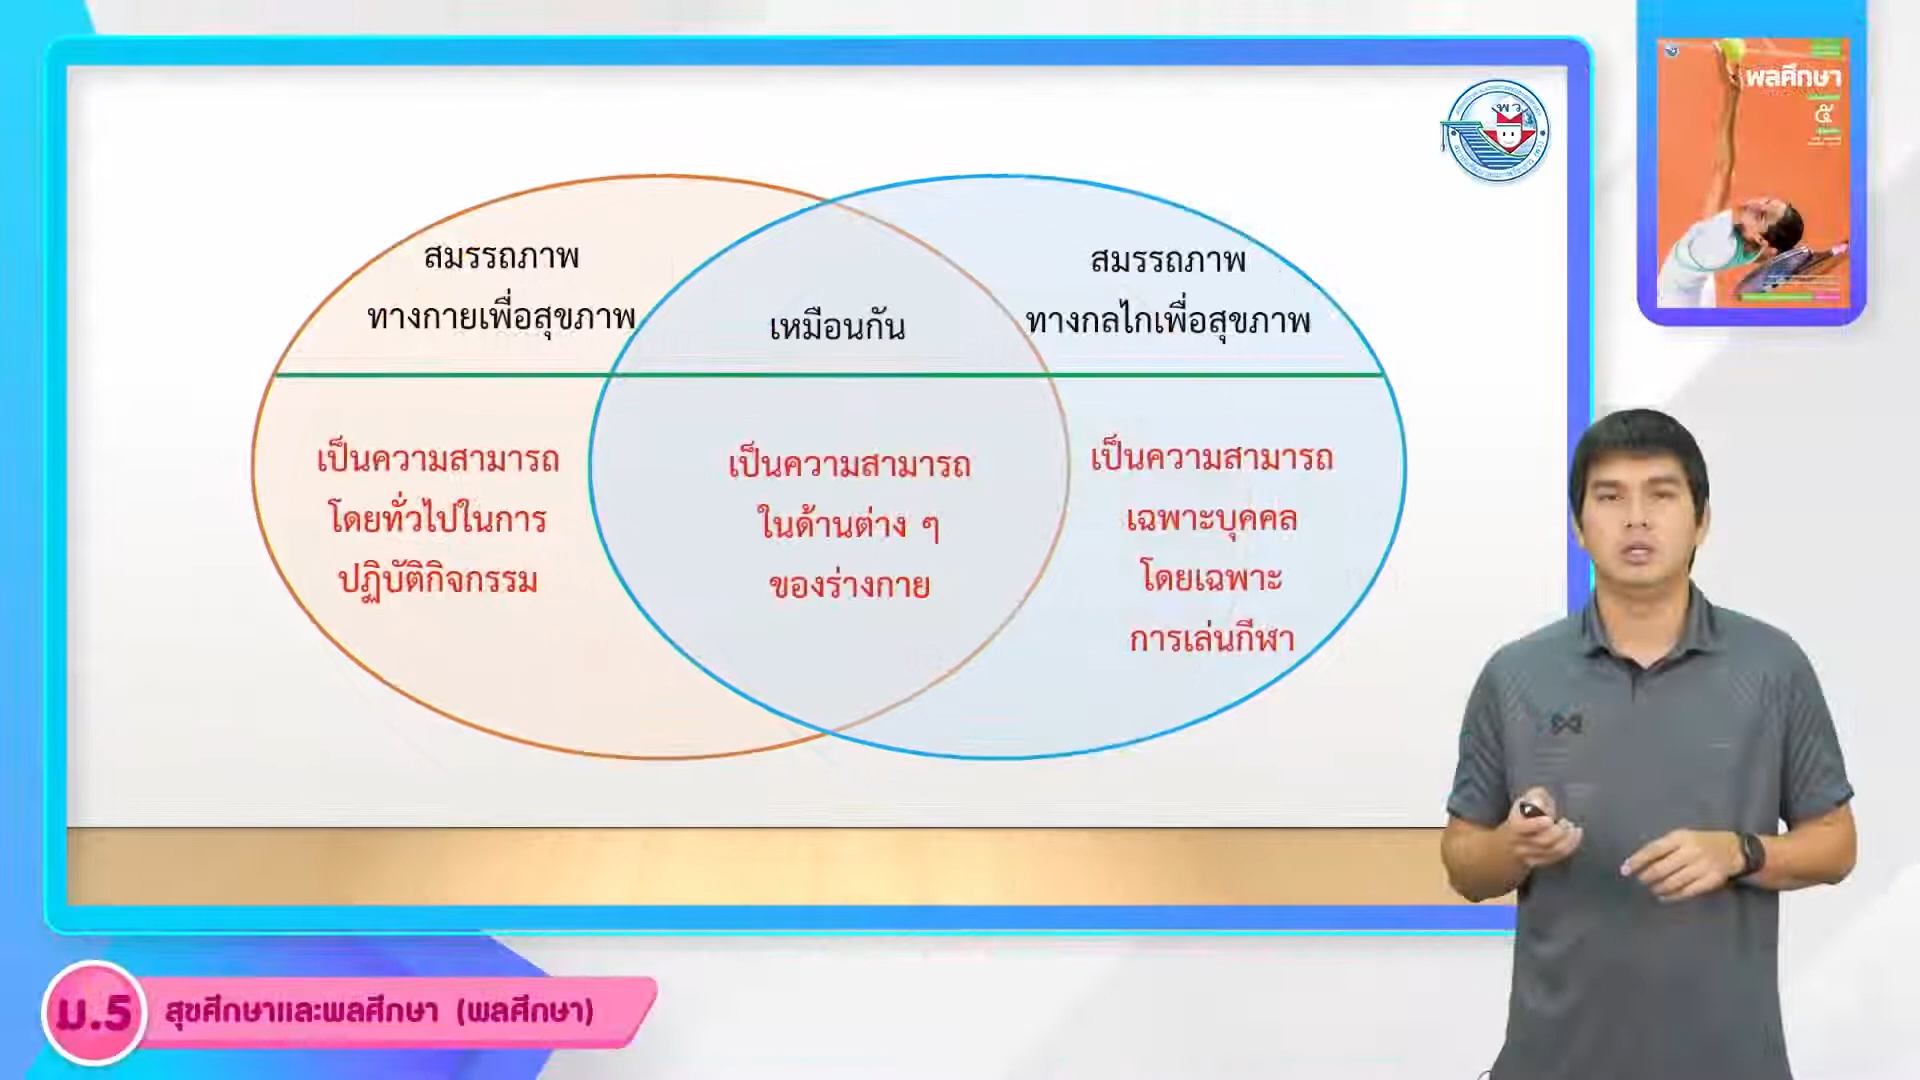 สมรรถภาพ
ทางกายเพื่อสุขภาพ
เหมือนกัน
สมรรถภาพ
ทางกลไกเพื่อสุขภาพ
เป็นความสามารถ
โดยทั่วไปในการ
ปฏิบัติกิจกรรม
เป็นความสามารถ
ในด้านต่าง ๆ
ของร่างกาย
เป็นความสามารถ
เฉพาะบุคคล
โดยเฉพาะ
การเล่นกีฬา
พว
พลศึกษา
๕
ม.5
สุขศึกษาและพลศึกษา (พลศึกษา)